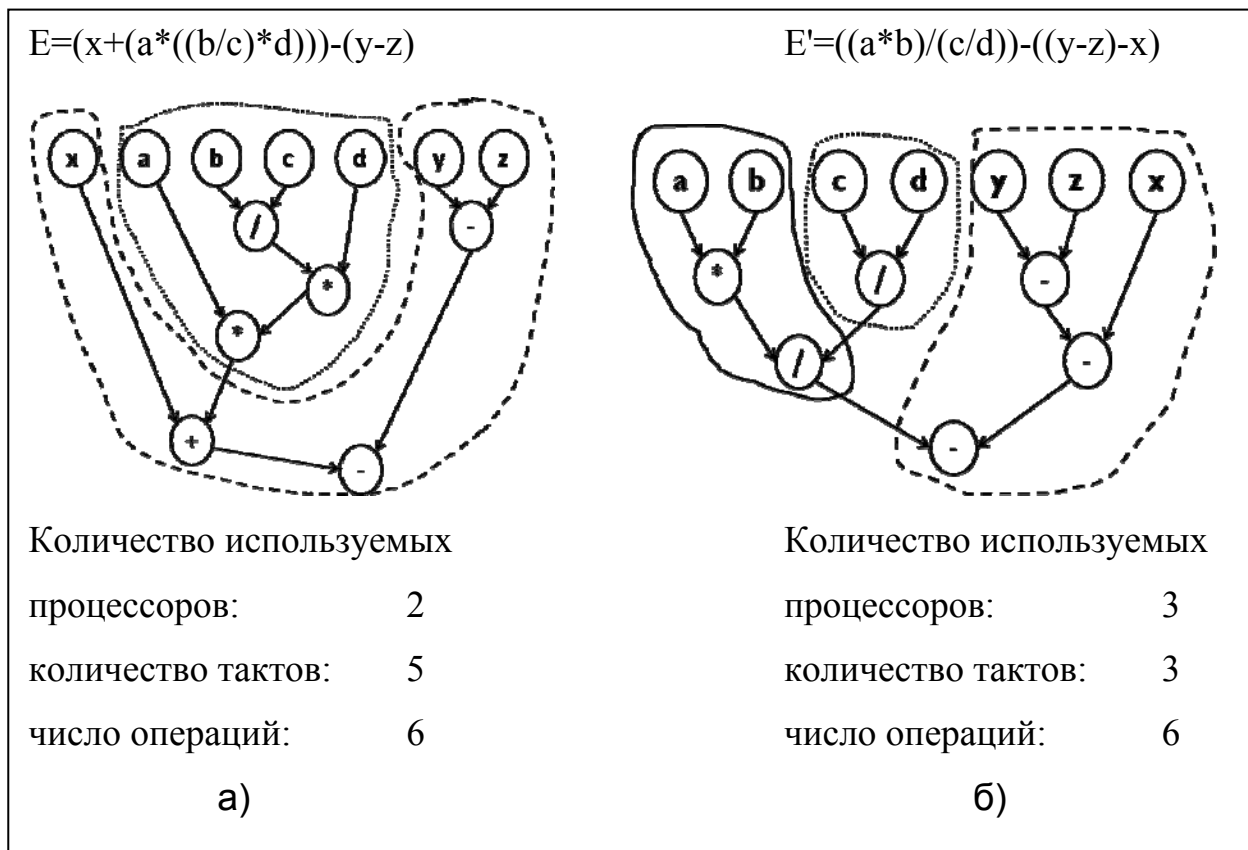 E=(x+(a*((b/c)*d)))-(y-z)
x a b c d y z
/ -
*
*
+ -
Количество используемых
процессоров: 2
количество тактов: 5
число операций: 6
а)
E'=((a*b)/(c/d))-((y-z)-x)
a b c d y z x
* / -
/ -
-
Количество используемых
процессоров: 3
количество тактов: 3
число операций: 6
б)